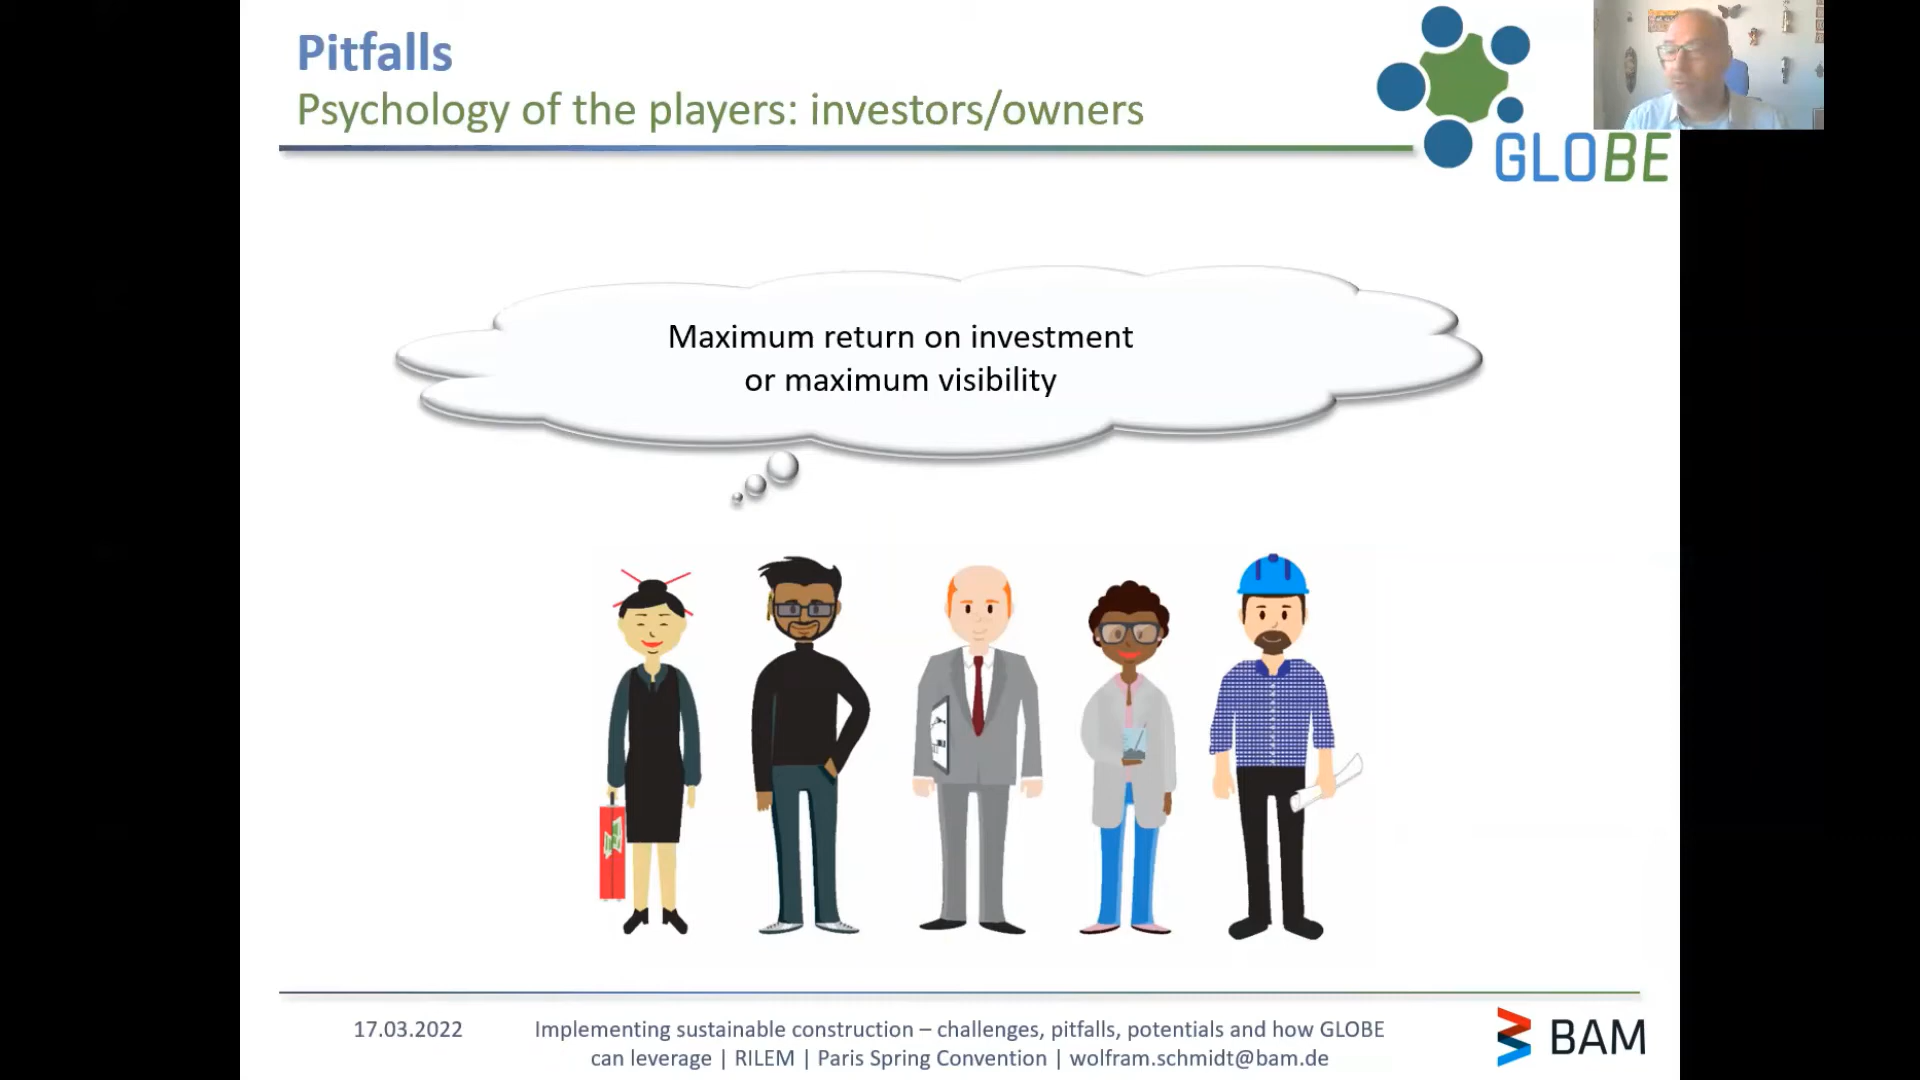 Pitfalls
Psychology of the players: investors/owners
GLOBE
Maximum return on investment
or maximum visibility
17.03.2022
Implementing sustainable construction – challenges, pitfalls, potentials and how GLOBE
can leverage | RILEM | Paris Spring Convention | wolfram.schmidt@bam.de
BAM